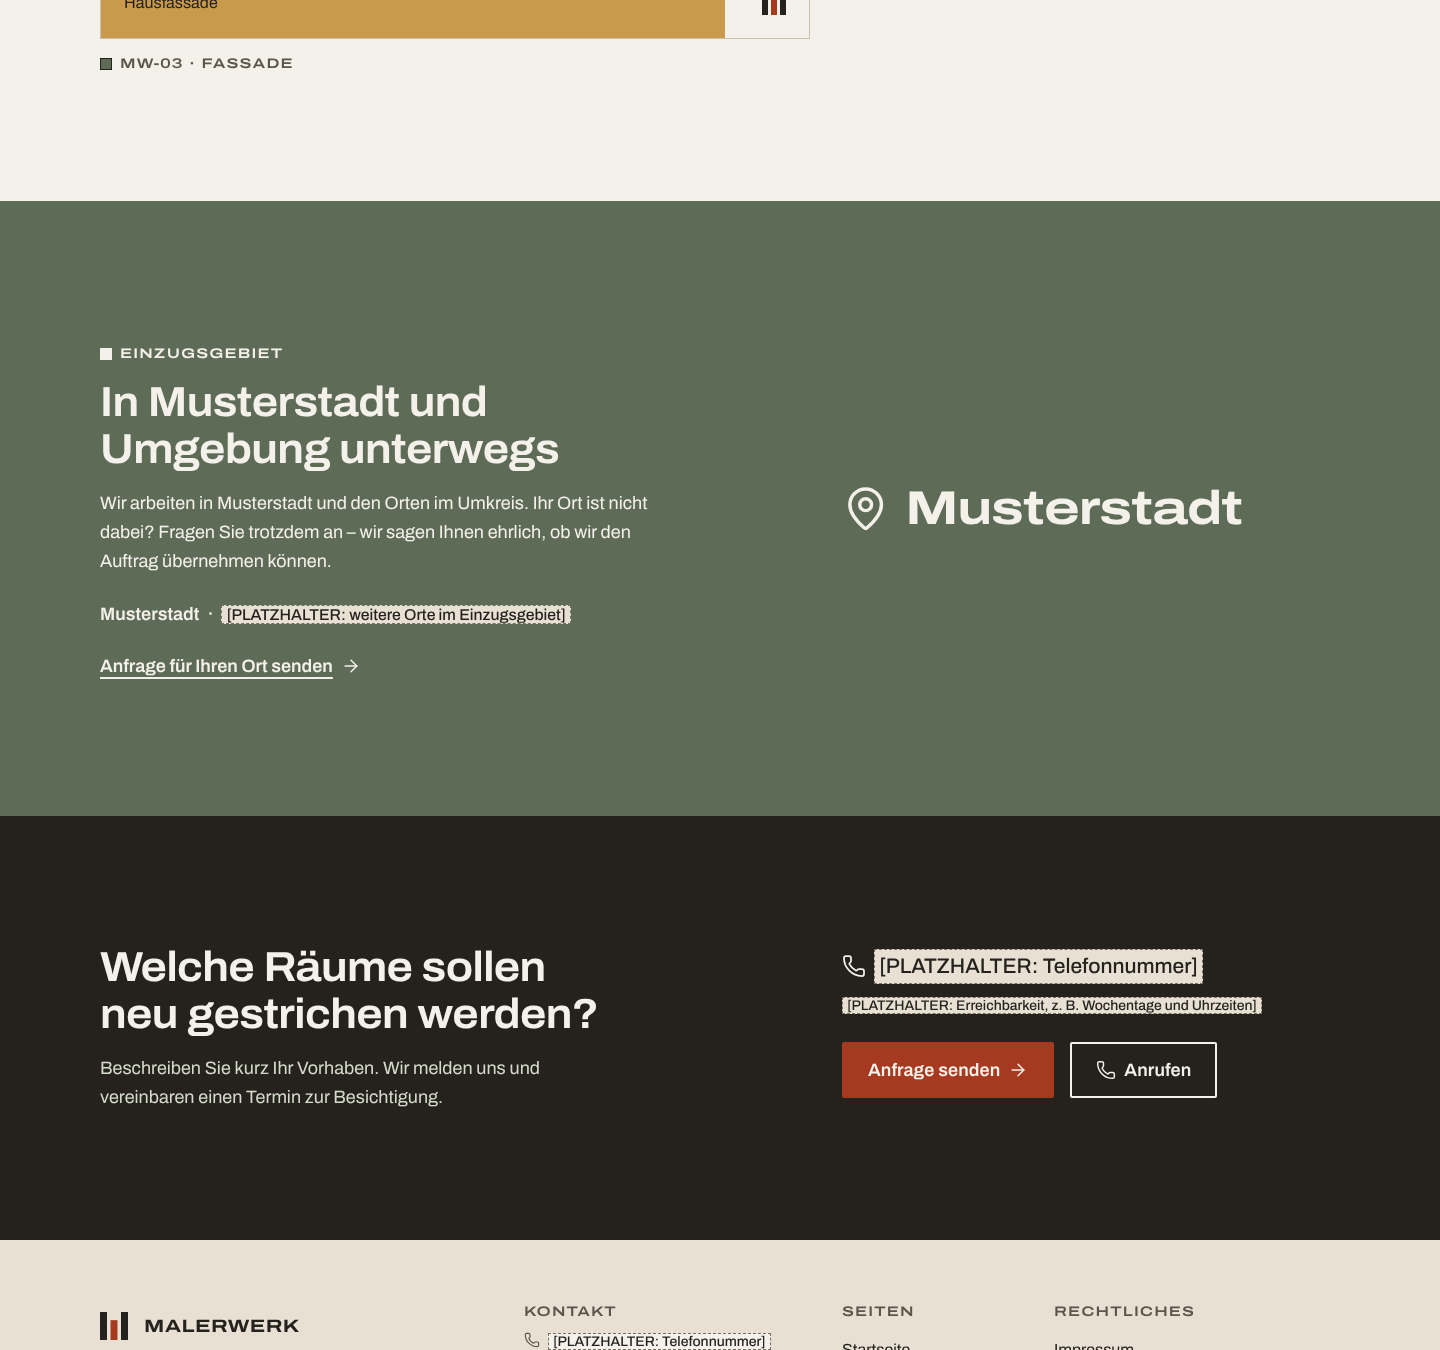 Hausfassade
MW-03 · FASSADE
EINZUGSGEBIET
In Musterstadt und
Umgebung unterwegs
Wir arbeiten in Musterstadt und den Orten im Umkreis. Ihr Ort ist nicht
dabei? Fragen Sie trotzdem an – wir sagen Ihnen ehrlich, ob wir den
Auftrag übernehmen können.
Musterstadt · [PLATZHALTER: weitere Orte im Einzugsgebiet]
Anfrage für Ihren Ort senden →
Musterstadt
Welche Räume sollen
neu gestrichen werden?
Beschreiben Sie kurz Ihr Vorhaben. Wir melden uns und
vereinbaren einen Termin zur Besichtigung.
[PLATZHALTER: Telefonnummer]
[PLATZHALTER: Erreichbarkeit, z. B. Wochentage und Uhrzeiten]
Anfrage senden →
Anrufen
MALERWERK
KONTAKT
[PLATZHALTER: Telefonnummer]
SEITEN
Startseite
RECHTLICHES
Impressum